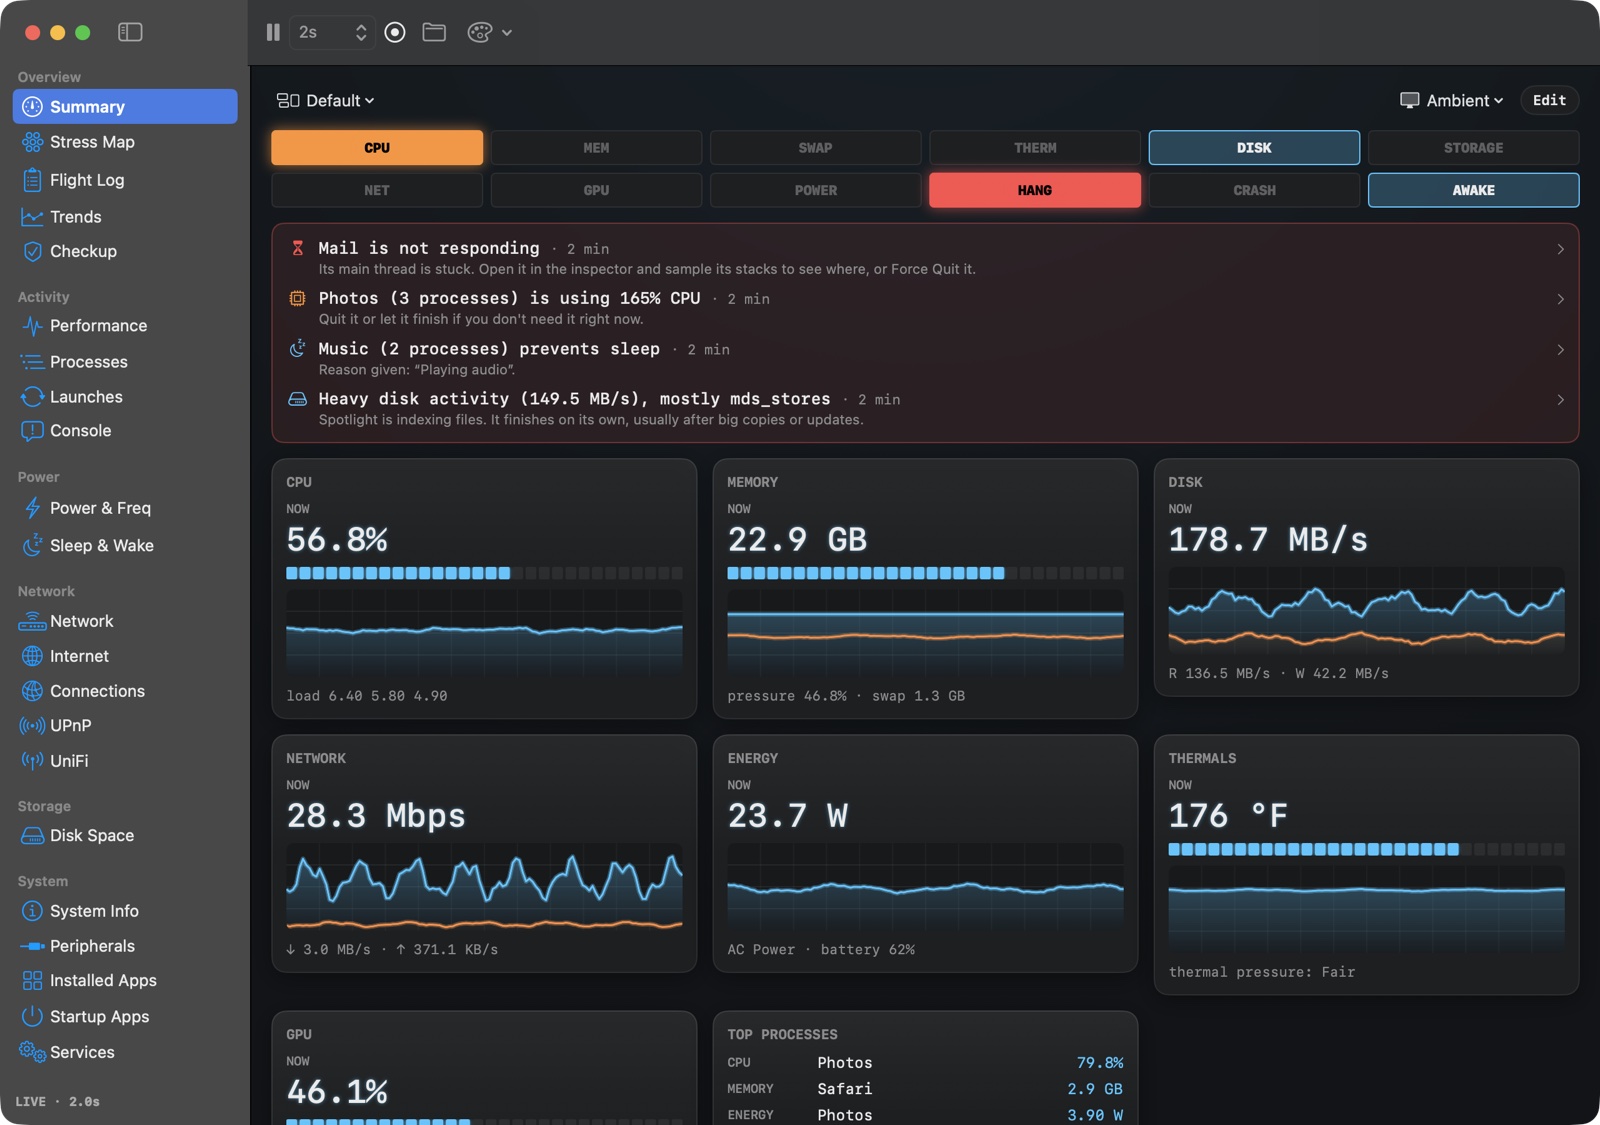 2s
Overview
Summary
Stress Map
Flight Log
Trends
Checkup
Activity
Performance
Processes
Launches
Console
Power
Power & Freq
Sleep & Wake
Network
Network
Internet
Connections
UPnP
UniFi
Storage
Disk Space
System
System Info
Peripherals
Installed Apps
Startup Apps
Services
LIVE · 2.0s
Default
Ambient
Edit
CPU
MEM
SWAP
THERM
DISK
STORAGE
NET
GPU
POWER
HANG
CRASH
AWAKE
Mail is not responding · 2 min
Its main thread is stuck. Open it in the inspector and sample its stacks to see where, or Force Quit it.
Photos (3 processes) is using 165% CPU · 2 min
Quit it or let it finish if you don't need it right now.
Music (2 processes) prevents sleep · 2 min
Reason given: “Playing audio”.
Heavy disk activity (149.5 MB/s), mostly mds_stores · 2 min
Spotlight is indexing files. It finishes on its own, usually after big copies or updates.
CPU
NOW
56.8%
load 6.40 5.80 4.90
MEMORY
NOW
22.9 GB
pressure 46.8% · swap 1.3 GB
DISK
NOW
178.7 MB/s
R 136.5 MB/s · W 42.2 MB/s
NETWORK
NOW
28.3 Mbps
↓ 3.0 MB/s · ↑ 371.1 KB/s
ENERGY
NOW
23.7 W
AC Power · battery 62%
THERMALS
NOW
176 °F
thermal pressure: Fair
GPU
NOW
46.1%
TOP PROCESSES
CPU Photos 79.8%
MEMORY Safari 2.9 GB
ENERGY Photos 3.90 W